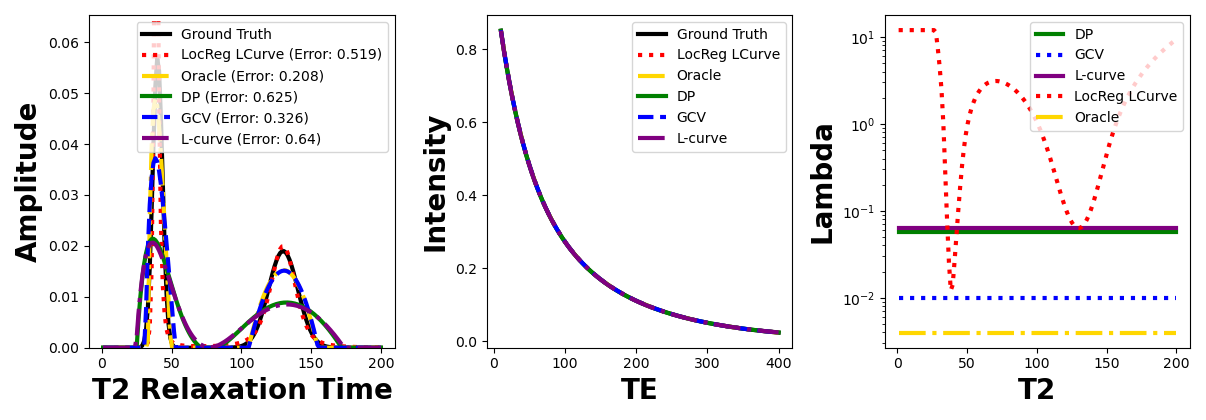 Amplitude
0.06
0.05
0.04
0.03
0.02
0.01
0.00
0
50
100
150
200
T2 Relaxation Time
Ground Truth
LocReg LCurve (Error: 0.519)
Oracle (Error: 0.208)
DP (Error: 0.625)
GCV (Error: 0.326)
L-curve (Error: 0.64)
Intensity
0.8
0.6
0.4
0.2
0.0
0
100
200
300
400
TE
Ground Truth
LocReg LCurve
Oracle
DP
GCV
L-curve
Lambda
10¹
10⁰
10⁻¹
10⁻²
0
50
100
150
200
T2
DP
GCV
L-curve
LocReg LCurve
Oracle